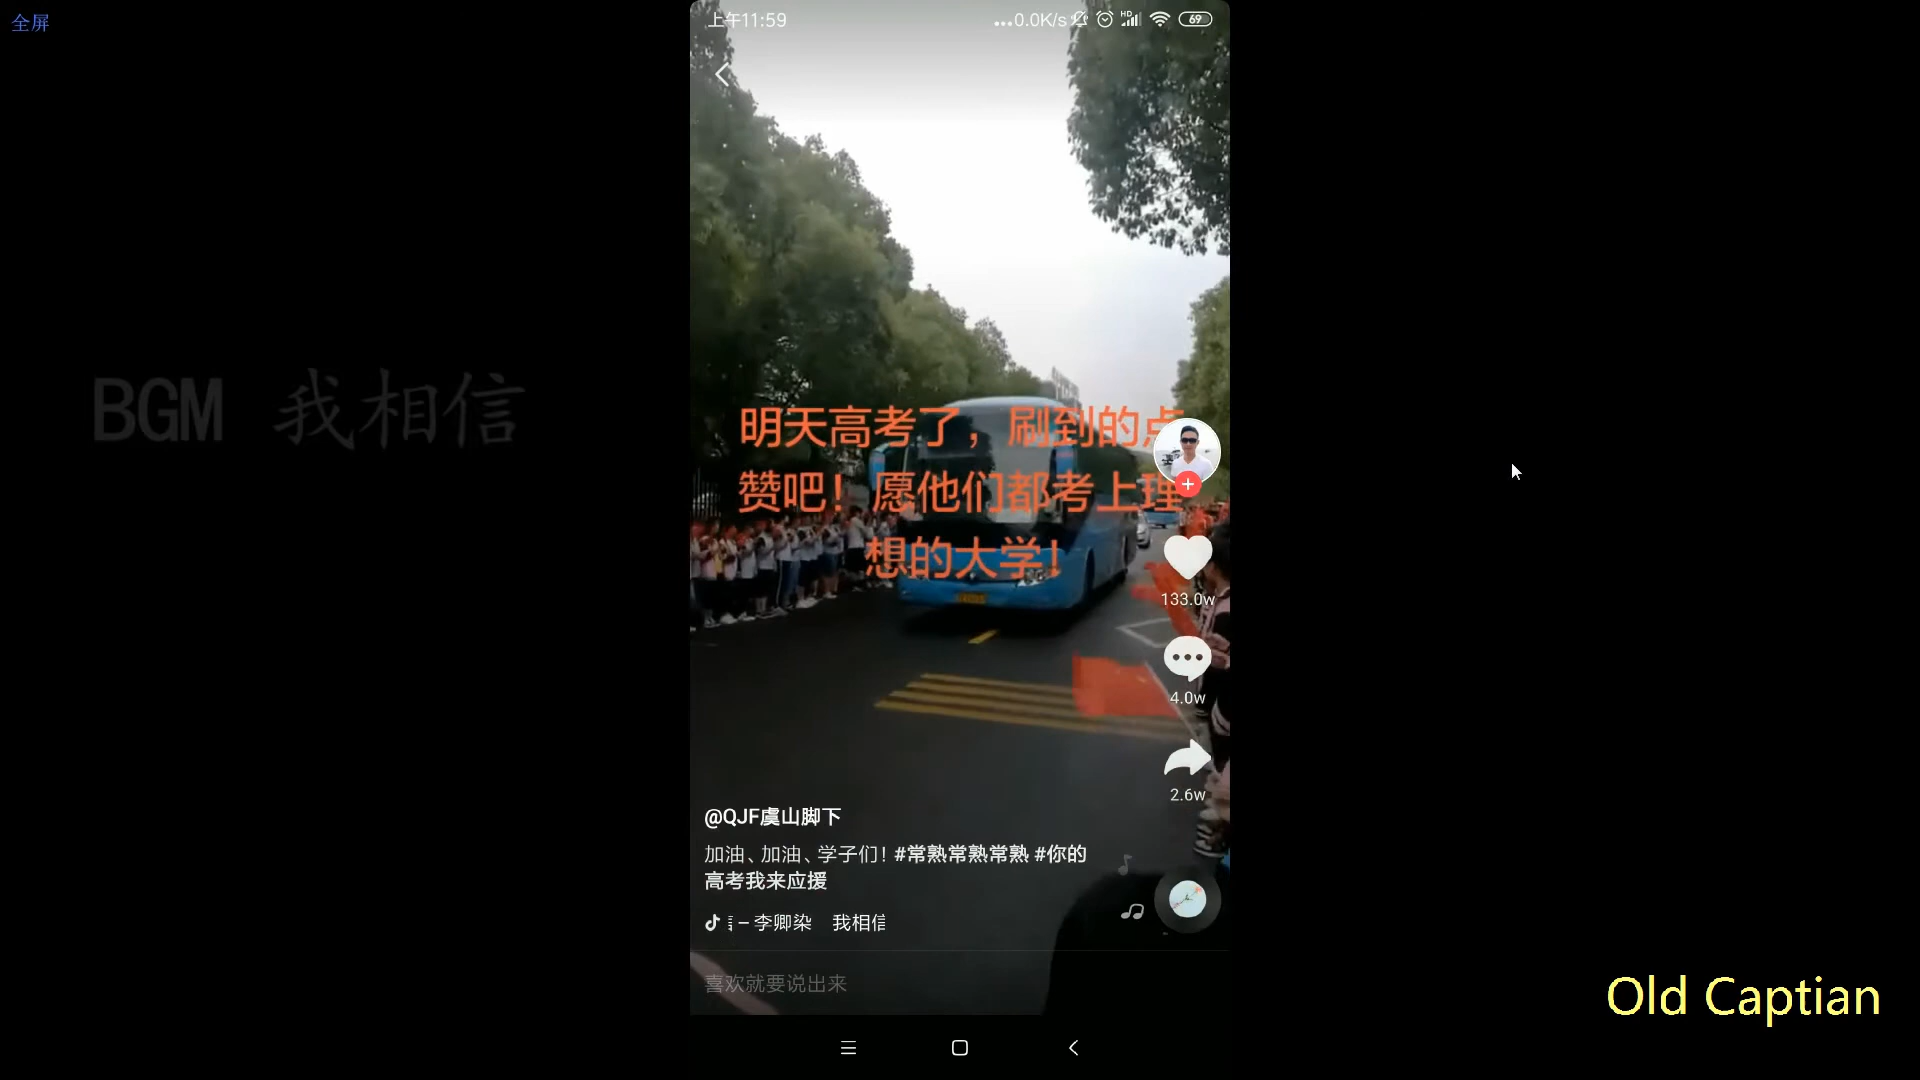 全屏
上午11:59
...0.0K/s
HD
69
BGM 我相信
明天高考了，刷到的点
赞吧！愿他们都考上理
想的大学！
133.0w
4.0w
2.6w
@QJF虞山脚下
加油、加油、学子们！#常熟常熟常熟 #你的
高考我来应援
– 李卿染 我相信
喜欢就要说出来
Old Captian